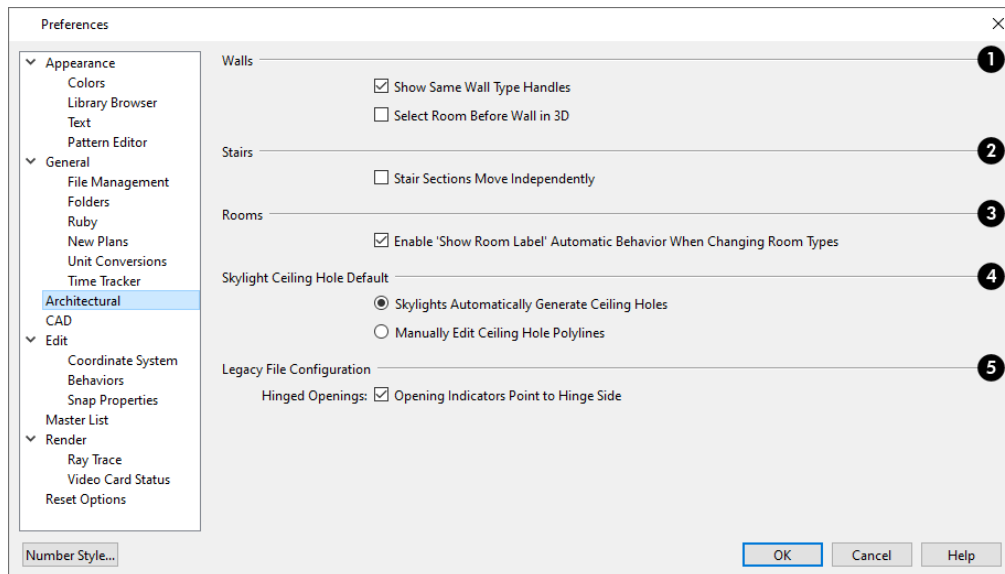 Preferences
Appearance
Colors
Library Browser
Text
Pattern Editor
General
File Management
Folders
Ruby
New Plans
Unit Conversions
Time Tracker
Architectural
CAD
Edit
Coordinate System
Behaviors
Snap Properties
Master List
Render
Ray Trace
Video Card Status
Reset Options
Walls 1
Show Same Wall Type Handles
Select Room Before Wall in 3D
Stairs 2
Stair Sections Move Independently
Rooms 3
Enable 'Show Room Label' Automatic Behavior When Changing Room Types
Skylight Ceiling Hole Default 4
Skylights Automatically Generate Ceiling Holes
Manually Edit Ceiling Hole Polylines
Legacy File Configuration 5
Hinged Openings: Opening Indicators Point to Hinge Side
Number Style... OK Cancel Help